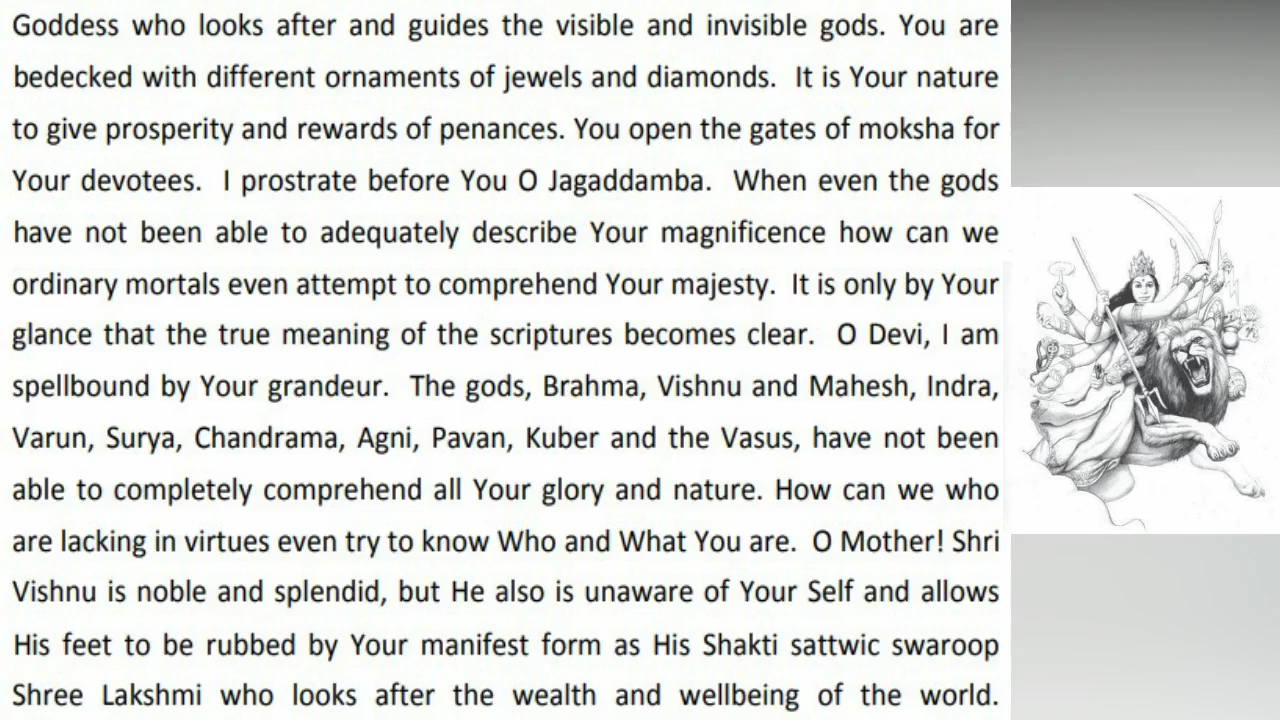 Goddess who looks after and guides the visible and invisible gods. You are
bedecked with different ornaments of jewels and diamonds. It is Your nature
to give prosperity and rewards of penances. You open the gates of moksha for
Your devotees. I prostrate before You O Jagaddamba. When even the gods
have not been able to adequately describe Your magnificence how can we
ordinary mortals even attempt to comprehend Your majesty. It is only by Your
glance that the true meaning of the scriptures becomes clear. O Devi, I am
spellbound by Your grandeur. The gods, Brahma, Vishnu and Mahesh, Indra,
Varun, Surya, Chandrama, Agni, Pavan, Kuber and the Vasus, have not been
able to completely comprehend all Your glory and nature. How can we who
are lacking in virtues even try to know Who and What You are. O Mother! Shri
Vishnu is noble and splendid, but He also is unaware of Your Self and allows
His feet to be rubbed by Your manifest form as His Shakti sattwic swaroop
Shree Lakshmi who looks after the wealth and wellbeing of the world.